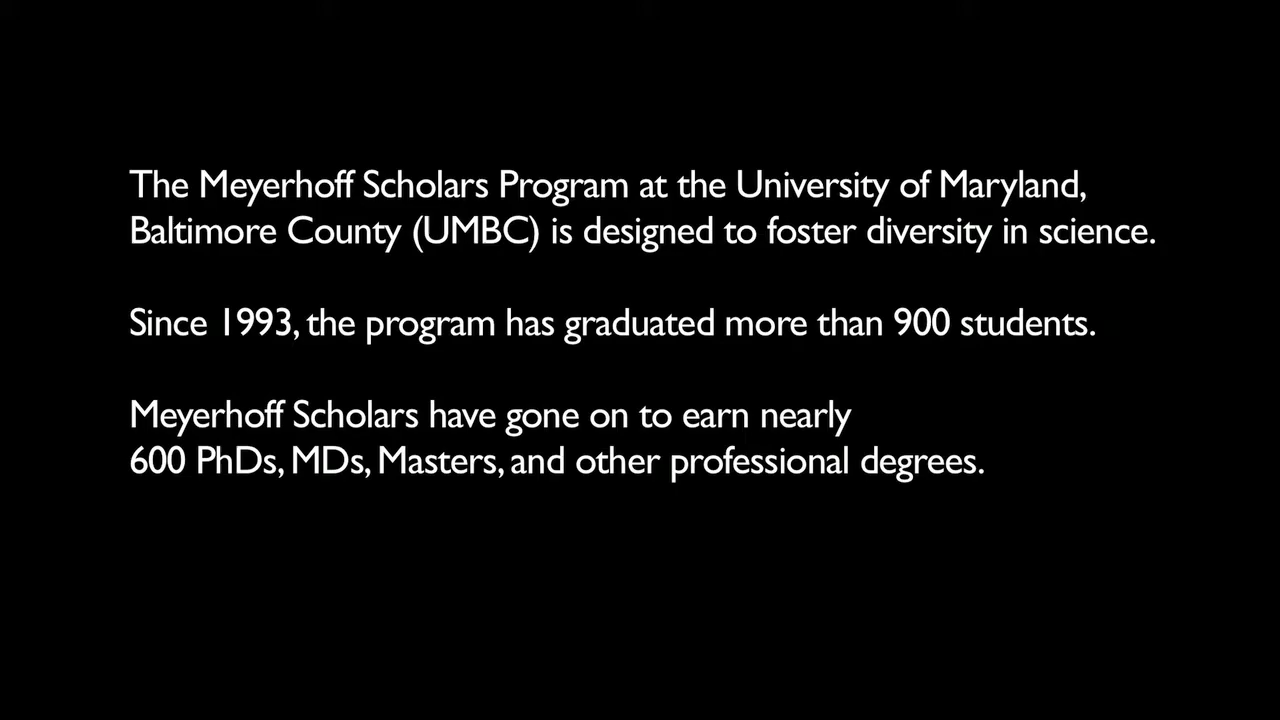 The Meyerhoff Scholars Program at the University of Maryland,
Baltimore County (UMBC) is designed to foster diversity in science.
Since 1993, the program has graduated more than 900 students.
Meyerhoff Scholars have gone on to earn nearly
600 PhDs, MDs, Masters, and other professional degrees.